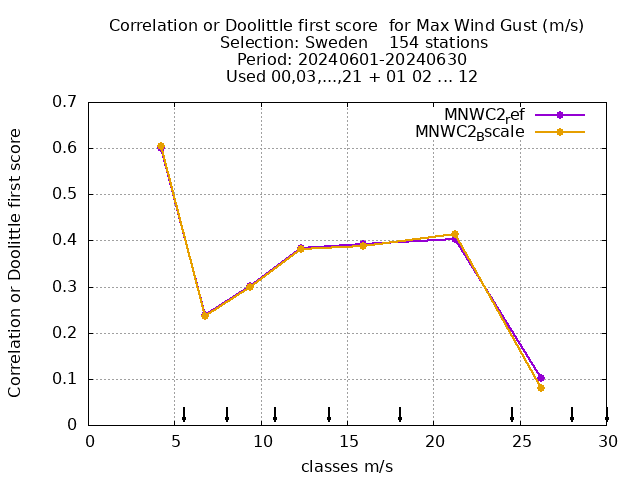 Correlation or Doolittle first score  for Max Wind Gust (m/s)
Selection: Sweden    154 stations
Period: 20240601-20240630
Used 00,03,...,21 + 01 02 ... 12
Correlation or Doolittle first score
0.7
0.6
0.5
0.4
0.3
0.2
0.1
0
MNWC2ref
MNWC2Bscale
0 5 10 15 20 25 30
classes m/s